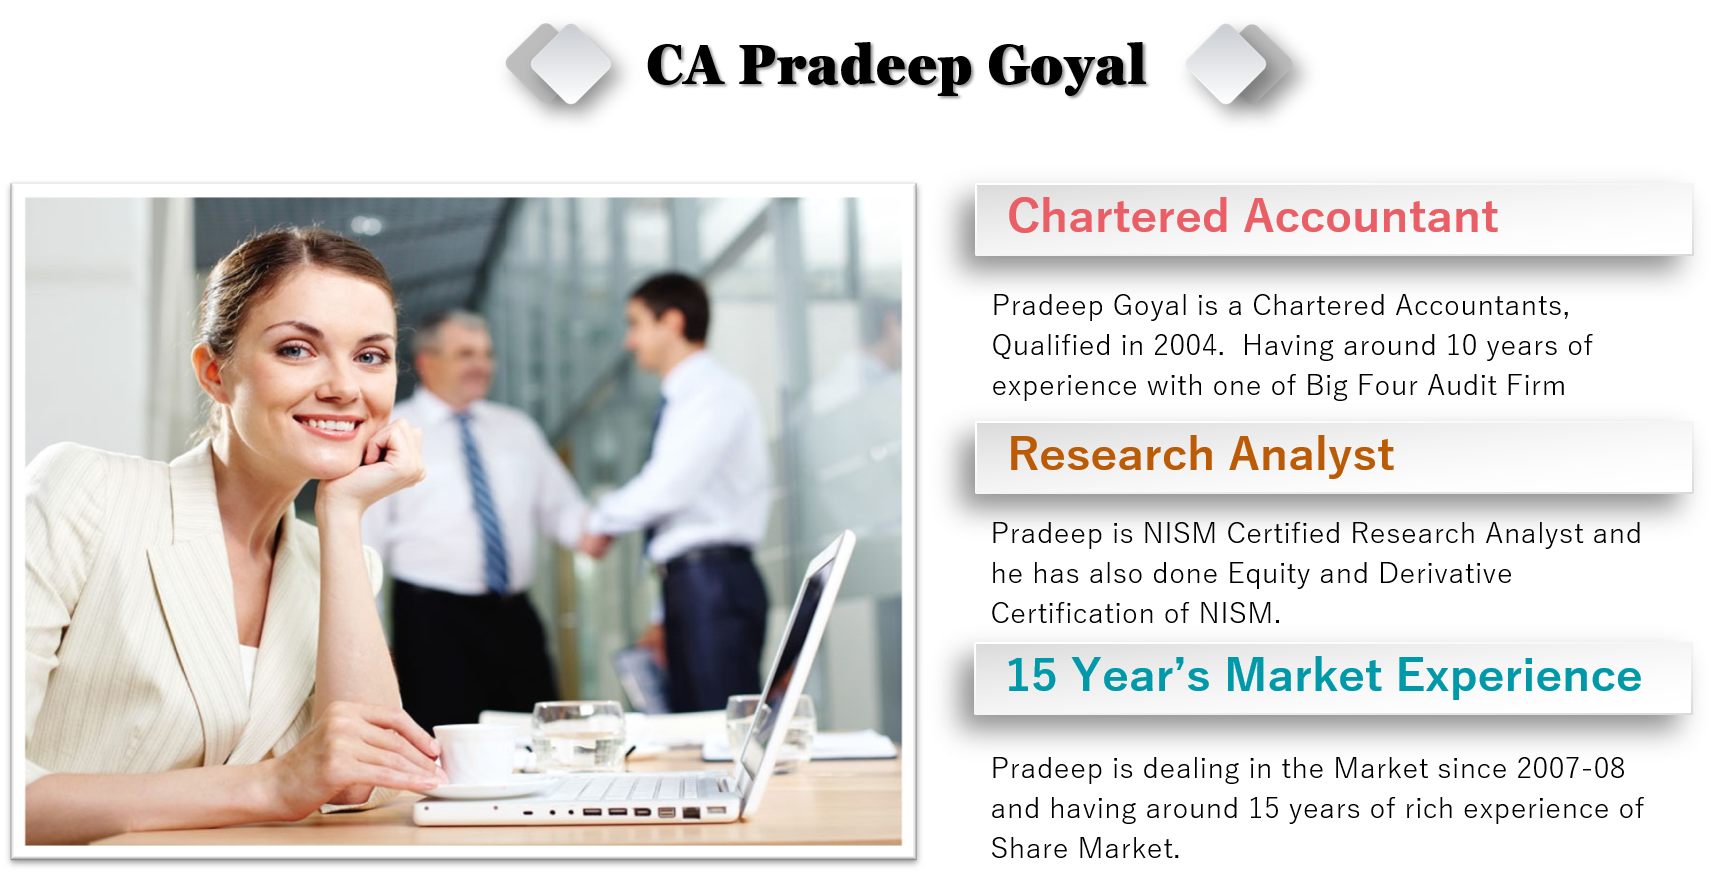 CA Pradeep Goyal
Chartered Accountant
Pradeep Goyal is a Chartered Accountants,
Qualified in 2004.  Having around 10 years of
experience with one of Big Four Audit Firm
Research Analyst
Pradeep is NISM Certified Research Analyst and
he has also done Equity and Derivative
Certification of NISM.
15 Year’s Market Experience
Pradeep is dealing in the Market since 2007-08
and having around 15 years of rich experience of
Share Market.